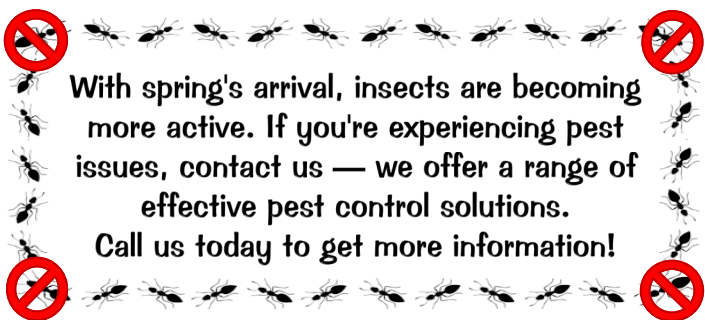 With spring's arrival, insects are becoming
more active. If you're experiencing pest
issues, contact us — we offer a range of
effective pest control solutions.
Call us today to get more information!